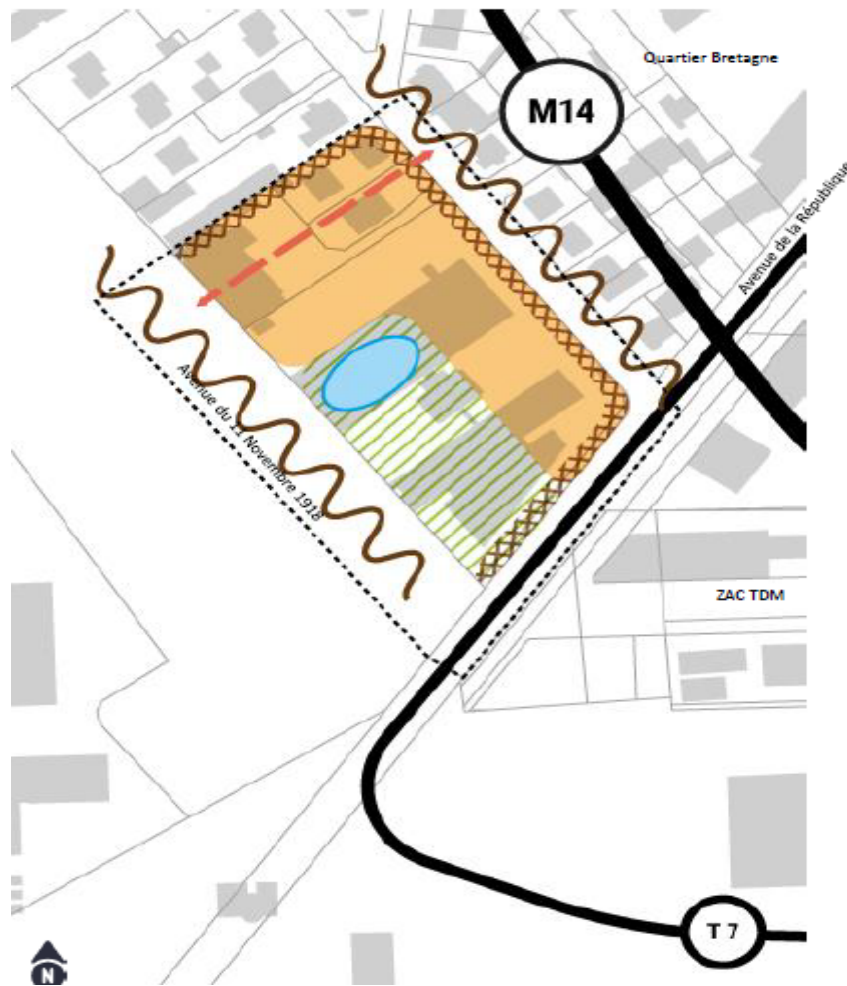 Quartier Bretagne
M14
Avenue de la République
Avenue du 11 Novembre 1918
ZAC TDM
T 7
N